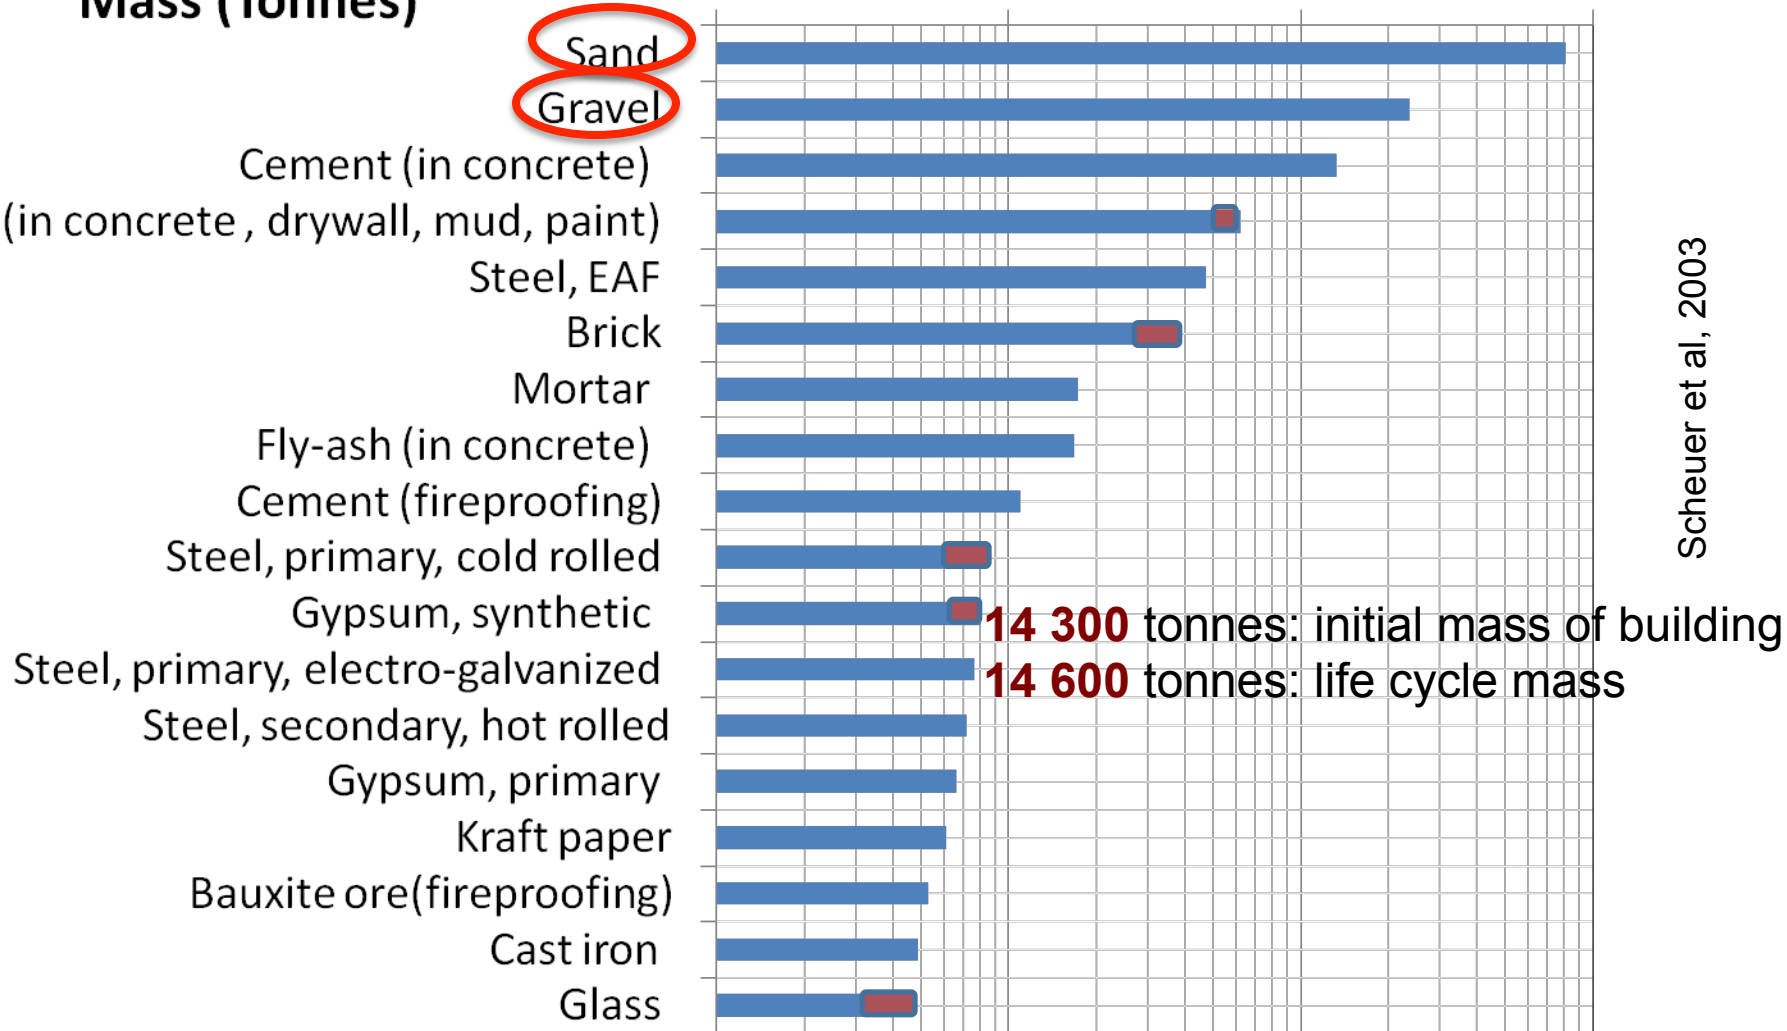 Mass (Tonnes)
Sand
Gravel
Cement (in concrete)
(in concrete , drywall, mud, paint)
Steel, EAF
Brick
Mortar
Fly-ash (in concrete)
Cement (fireproofing)
Steel, primary, cold rolled
Gypsum, synthetic
14 300 tonnes: initial mass of building
Steel, primary, electro-galvanized
14 600 tonnes: life cycle mass
Steel, secondary, hot rolled
Gypsum, primary
Kraft paper
Bauxite ore(fireproofing)
Cast iron
Glass
Scheuer et al, 2003